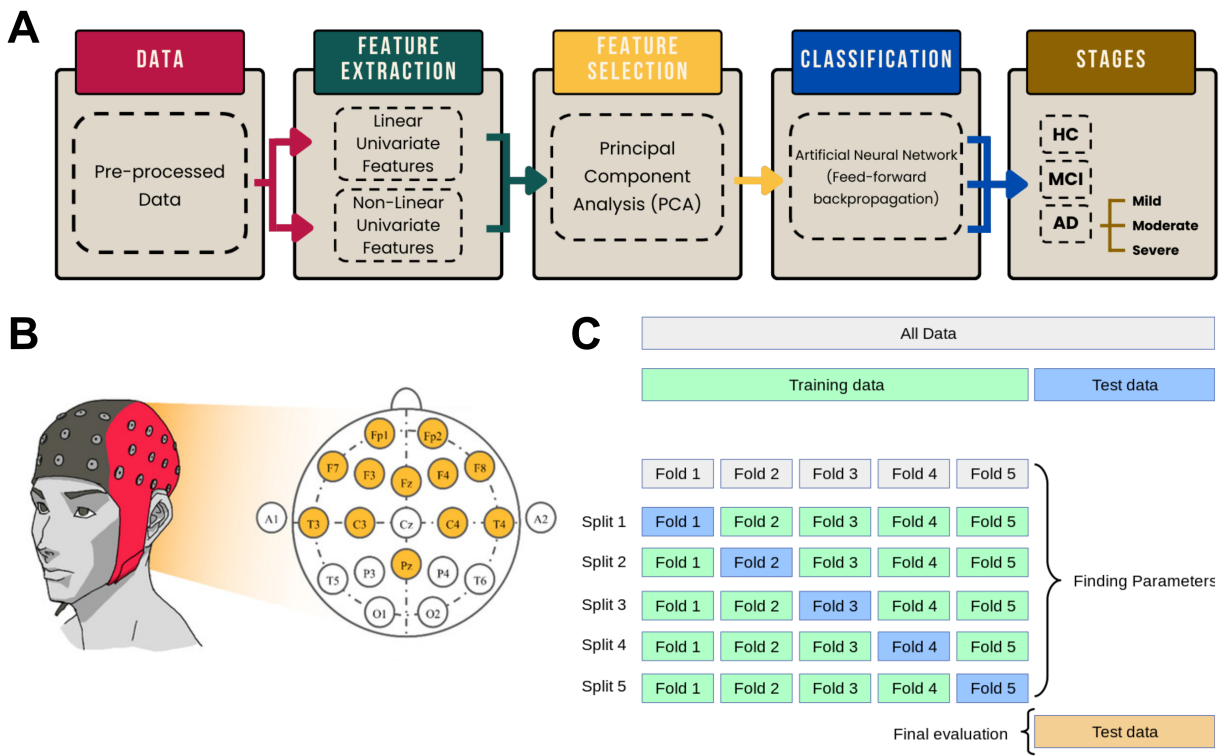 A
DATA
Pre-processed
Data
FEATURE
EXTRACTION
Linear
Univariate
Features
Non-Linear
Univariate
Features
FEATURE
SELECTION
Principal
Component
Analysis (PCA)
CLASSIFICATION
Artificial Neural Network
(Feed-forward
backpropagation)
STAGES
HC
MCI
AD
Mild
Moderate
Severe
B
Fp1 Fp2
F7 F3 Fz F4 F8
A1 T3 C3 Cz C4 T4 A2
T5 P3 Pz P4 T6
O1 O2
C
All Data
Training data Test data
Fold 1 Fold 2 Fold 3 Fold 4 Fold 5
Split 1 Fold 1 Fold 2 Fold 3 Fold 4 Fold 5
Split 2 Fold 1 Fold 2 Fold 3 Fold 4 Fold 5
Split 3 Fold 1 Fold 2 Fold 3 Fold 4 Fold 5
Split 4 Fold 1 Fold 2 Fold 3 Fold 4 Fold 5
Split 5 Fold 1 Fold 2 Fold 3 Fold 4 Fold 5
Finding Parameters
Final evaluation Test data